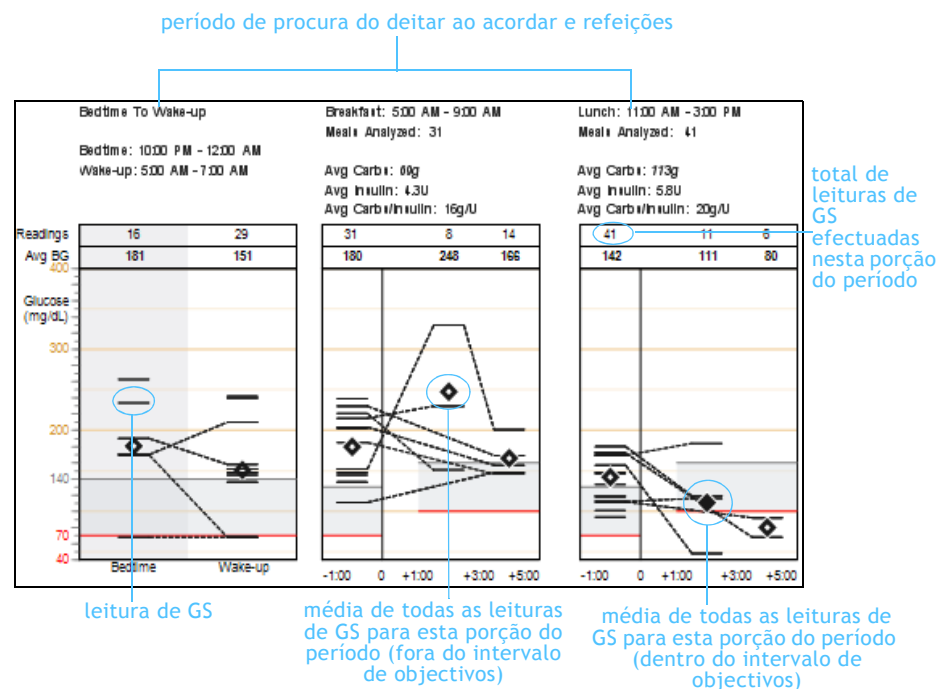 período de procura do deitar ao acordar e refeições
Bedtime To Wake-up
Bedtime: 10:00 PM - 12:00 AM
Wake-up: 5:00 AM - 7:00 AM
Breakfast: 5:00 AM - 9:00 AM
Meals Analyzed: 31
Avg Carbs: 69g
Avg Insulin: 4.3U
Avg Carbs/Insulin: 16g/U
Lunch: 11:00 AM - 3:00 PM
Meals Analyzed: 41
Avg Carbs: 113g
Avg Insulin: 5.8U
Avg Carbs/Insulin: 20g/U
total de
leituras de
GS
efectuadas
nesta porção
do período
Readings 16 29 31 8 14 41 11 6
Avg BG 181 151 180 248 166 142 111 80
400
Glucose
(mg/dL)
300
200
140
70
40
Bedtime Wake-up
-1:00 0 +1:00 +3:00 +5:00
-1:00 0 +1:00 +3:00 +5:00
leitura de GS
média de todas as leituras
de GS para esta porção do
período (fora do intervalo
de objectivos)
média de todas as leituras de
GS para esta porção do período
(dentro do intervalo de
objectivos)